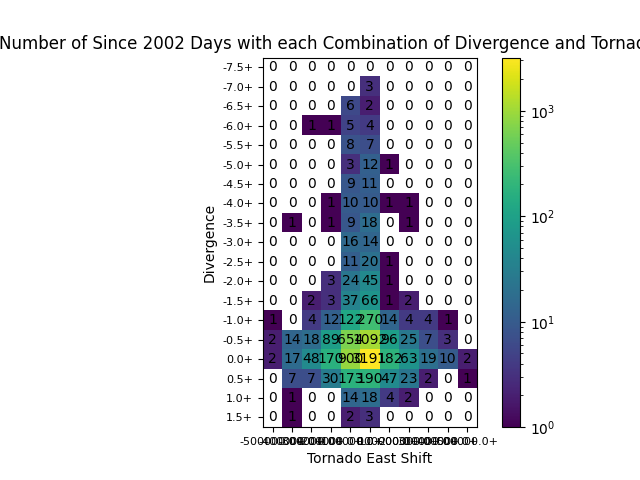 Number of Since 2002 Days with each Combination of Divergence and
-7.5+ 0 0 0 0 0 0 0 0 0 0 0
-7.0+ 0 0 0 0 0 3 0 0 0 0 0
-6.5+ 0 0 0 0 6 2 0 0 0 0 0
-6.0+ 0 0 1 1 5 4 0 0 0 0 0
-5.5+ 0 0 0 0 8 7 0 0 0 0 0
-5.0+ 0 0 0 0 3 12 1 0 0 0 0
-4.5+ 0 0 0 0 9 11 0 0 0 0 0
-4.0+ 0 0 0 1 10 10 1 1 0 0 0
-3.5+ 0 1 0 1 9 18 0 1 0 0 0
-3.0+ 0 0 0 0 16 14 0 0 0 0 0
-2.5+ 0 0 0 0 11 20 1 0 0 0 0
-2.0+ 0 0 0 3 24 45 1 0 0 0 0
-1.5+ 0 0 2 3 37 66 1 2 0 0 0
-1.0+ 1 0 4 12 122 270 14 4 4 1 0
-0.5+ 2 14 18 89 654 1092 96 25 7 3 0
0.0+ 2 17 48 170 3191 182 63 19 10 2
0.5+ 0 7 7 30 173 190 47 23 2 0 1
1.0+ 0 1 0 0 14 18 4 2 0 0 0
1.5+ 0 1 0 0 2 3 0 0 0 0 0
Divergence
Tornado East Shift
10³
10²
10¹
10⁰